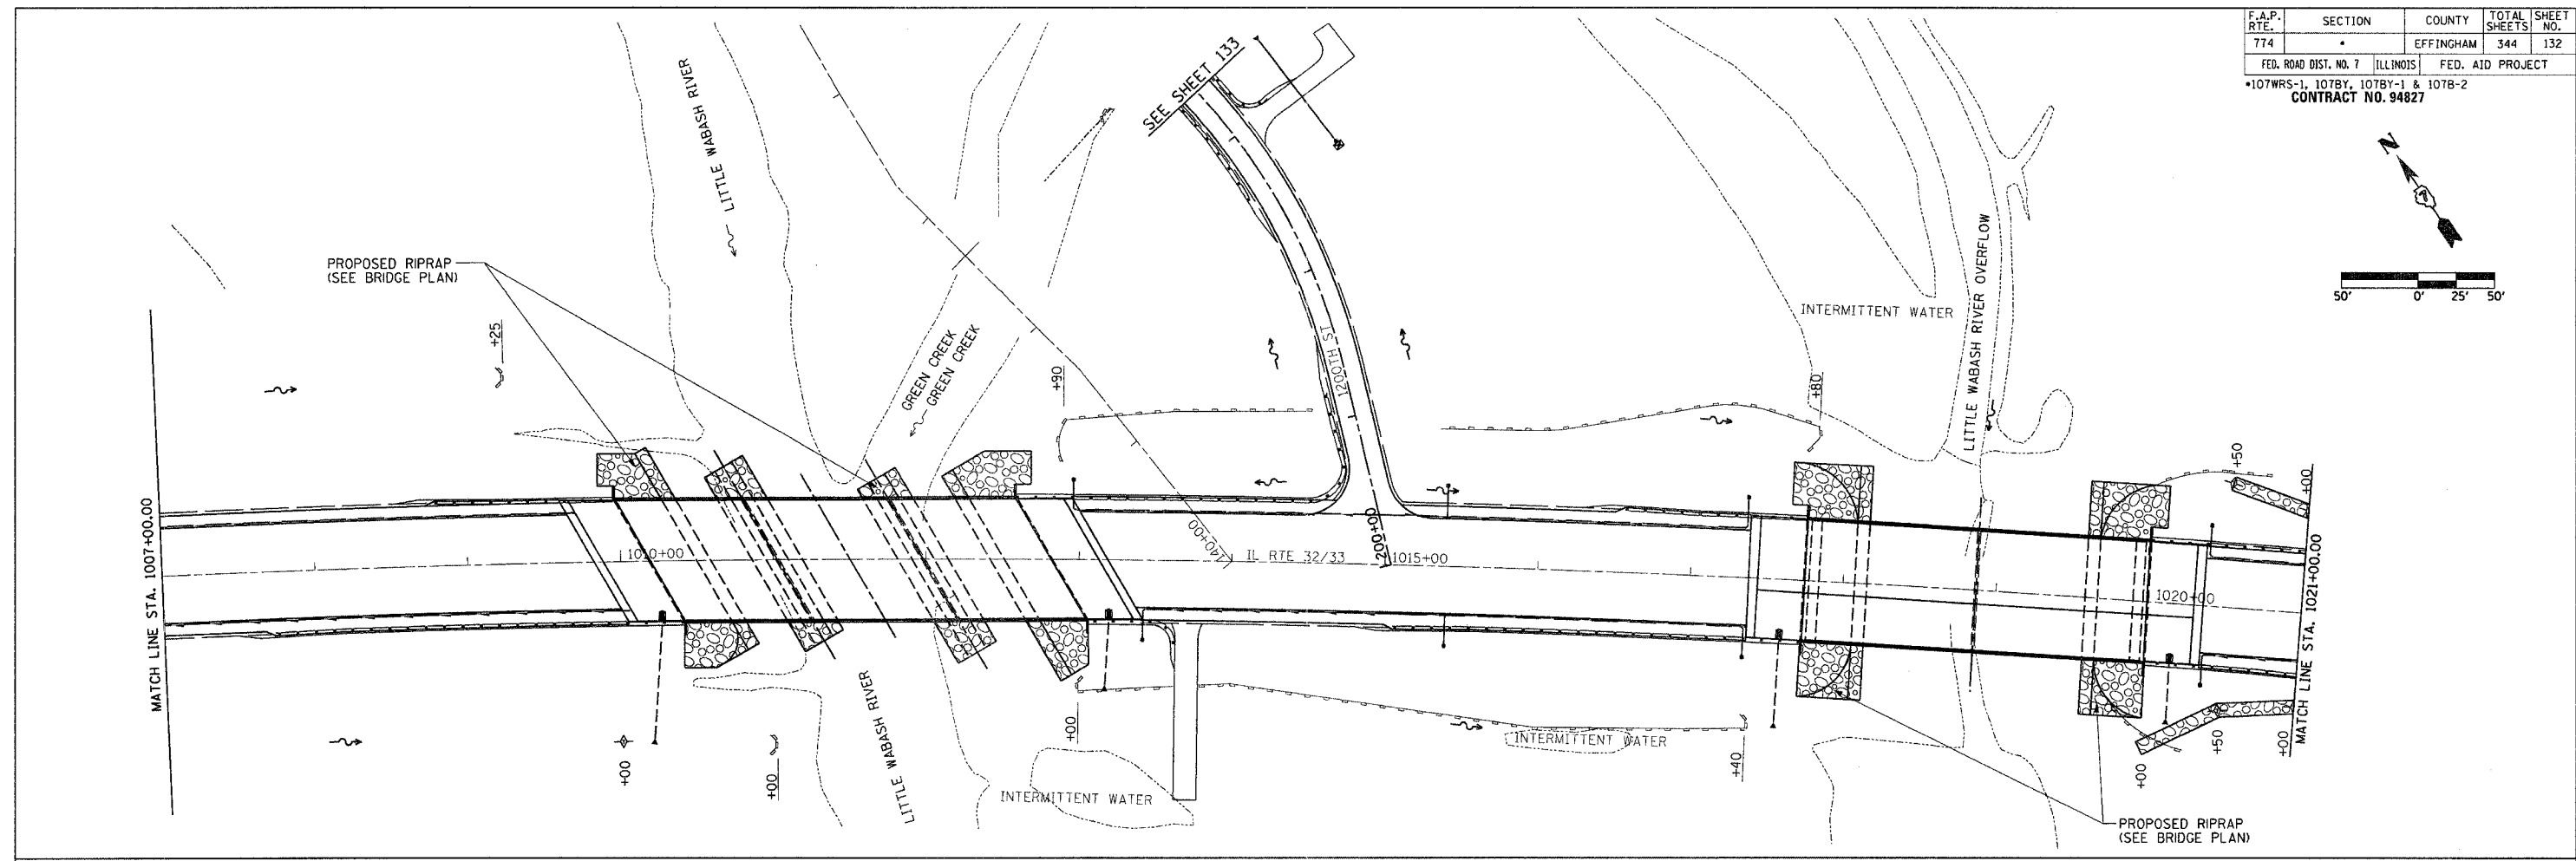 F.A.P. RTE. SECTION COUNTY TOTAL SHEETS SHEET NO.
774 • EFFINGHAM 344 132
FED. ROAD DIST. NO. 7 ILLINOIS FED. AID PROJECT
•107WRS-1, 107BY, 107BY-1 & 107B-2
CONTRACT NO. 94827
N
7
50' 0' 25' 50'
SEE SHEET 133
LITTLE WABASH RIVER
PROPOSED RIPRAP
(SEE BRIDGE PLAN)
+25
GREEN CREEK
GREEN CREEK
+90
1200TH ST
INTERMITTENT WATER
LITTLE WABASH RIVER OVERFLOW
+80
+50
+00
MATCH LINE STA. 1007+00.00
1010+00
140+00
IL RTE 32/33
200+00
1015+00
1020+00
MATCH LINE STA. 1021+00.00
+00
+00
LITTLE WABASH RIVER
+00
INTERMITTENT WATER
INTERMITTENT WATER
+40
+00
+50
+00
PROPOSED RIPRAP
(SEE BRIDGE PLAN)